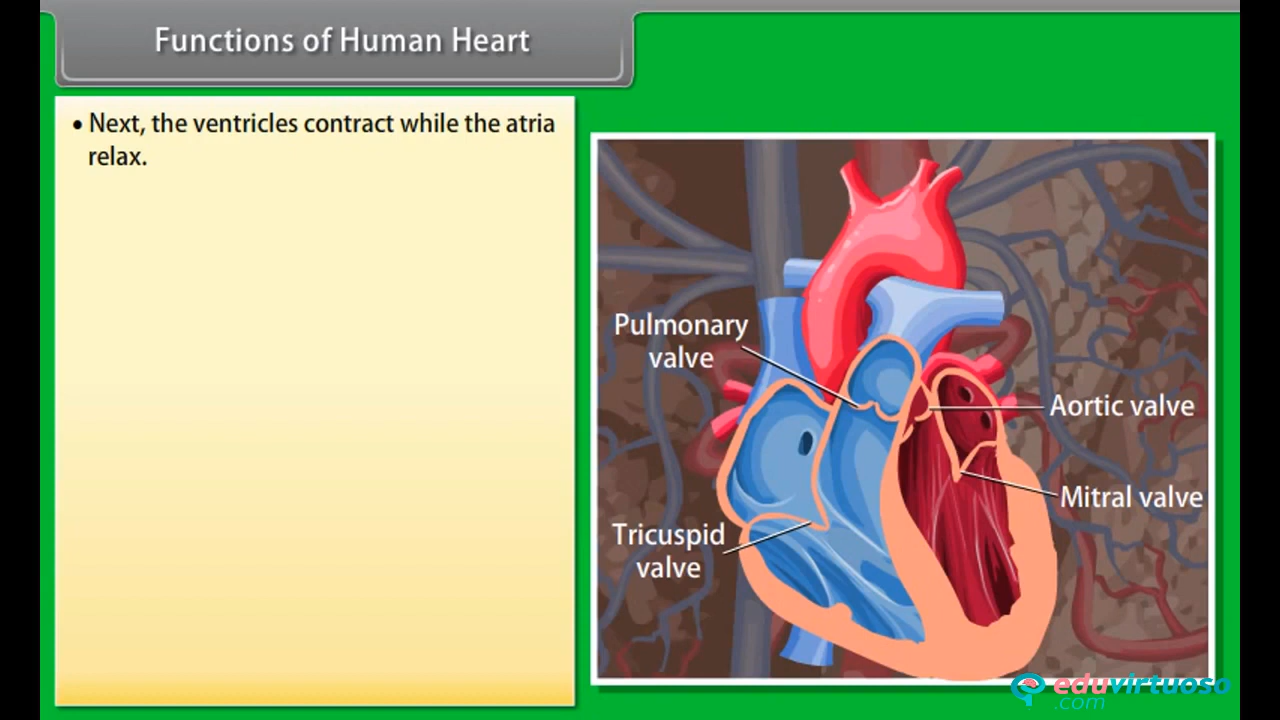 Functions of Human Heart
• Next, the ventricles contract while the atria
relax.
Pulmonary
valve
Aortic valve
Mitral valve
Tricuspid
valve
eduvirtuoso
.com